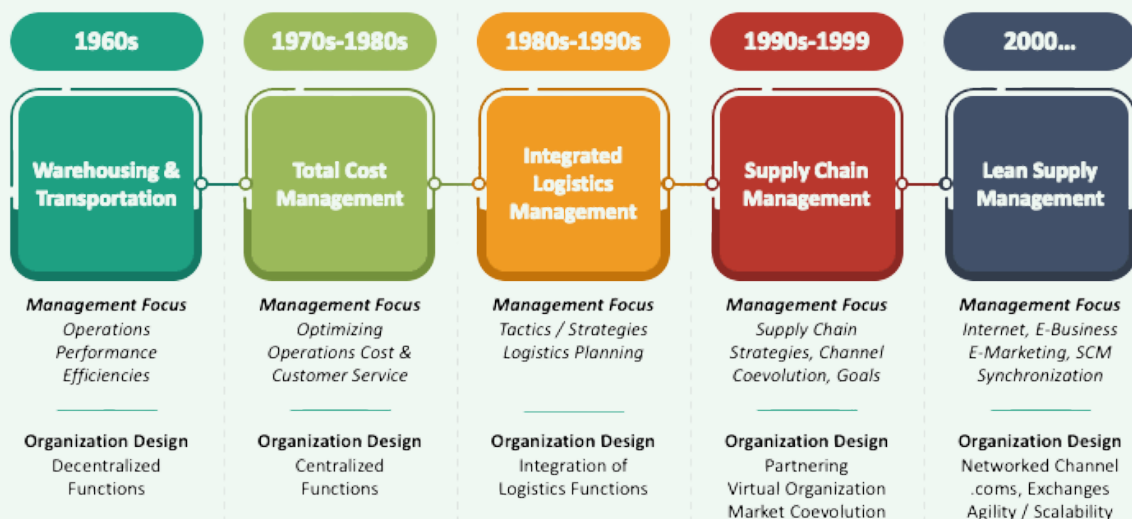 1960s
Warehousing &
Transportation
Management Focus
Operations
Performance
Efficiencies
Organization Design
Decentralized
Functions
1970s-1980s
Total Cost
Management
Management Focus
Optimizing
Operations Cost &
Customer Service
Organization Design
Centralized
Functions
1980s-1990s
Integrated
Logistics
Management
Management Focus
Tactics / Strategies
Logistics Planning
Organization Design
Integration of
Logistics Functions
1990s-1999
Supply Chain
Management
Management Focus
Supply Chain
Strategies, Channel
Coevolution, Goals
Organization Design
Partnering
Virtual Organization
Market Coevolution
2000...
Lean Supply
Management
Management Focus
Internet, E-Business
E-Marketing, SCM
Synchronization
Organization Design
Networked Channel
.coms, Exchanges
Agility / Scalability